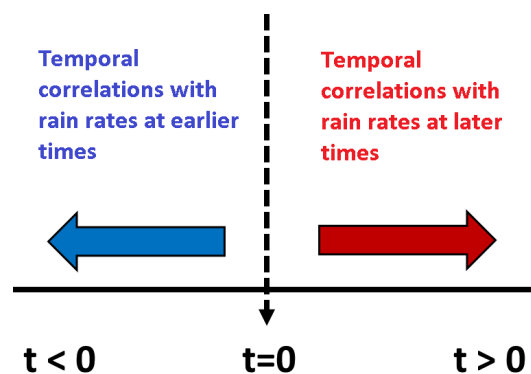 Temporal
correlations with
rain rates at earlier
times
Temporal
correlations with
rain rates at later
times
t < 0
t=0
t > 0